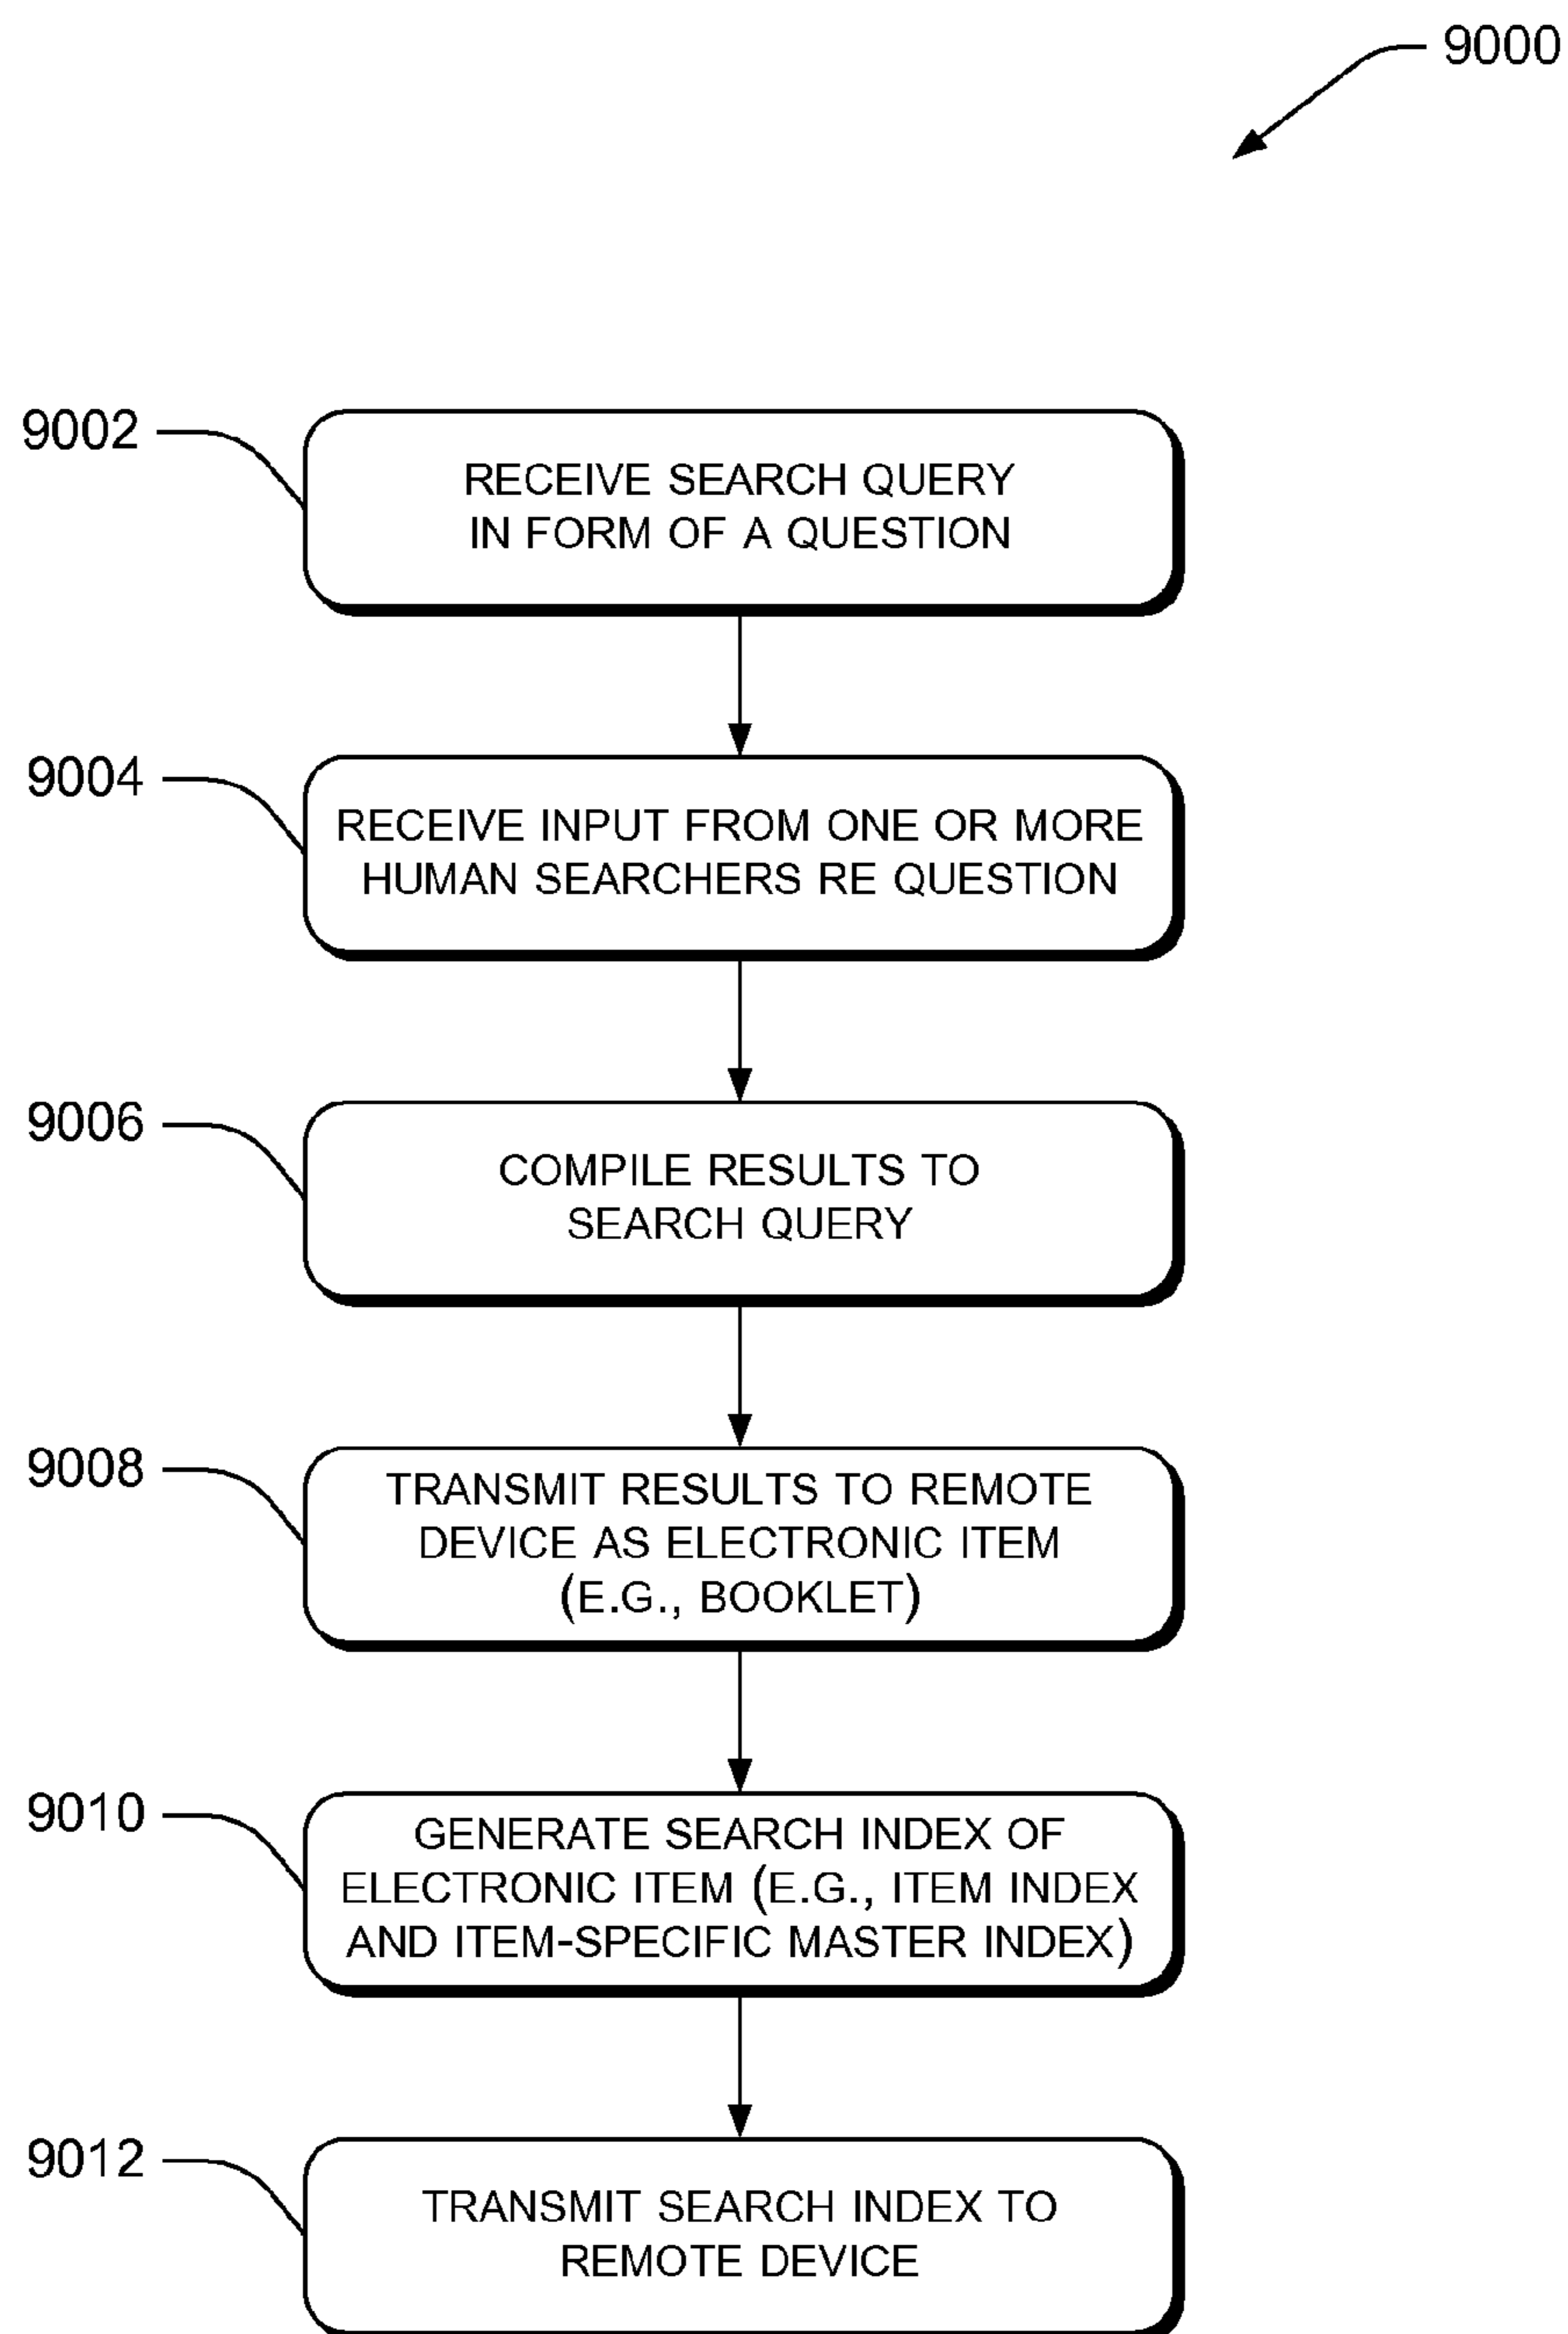 9000
9002
RECEIVE SEARCH QUERY
IN FORM OF A QUESTION
9004
RECEIVE INPUT FROM ONE OR MORE
HUMAN SEARCHERS RE QUESTION
9006
COMPILE RESULTS TO
SEARCH QUERY
9008
TRANSMIT RESULTS TO REMOTE
DEVICE AS ELECTRONIC ITEM
(E.G., BOOKLET)
9010
GENERATE SEARCH INDEX OF
ELECTRONIC ITEM (E.G., ITEM INDEX
AND ITEM-SPECIFIC MASTER INDEX)
9012
TRANSMIT SEARCH INDEX TO
REMOTE DEVICE